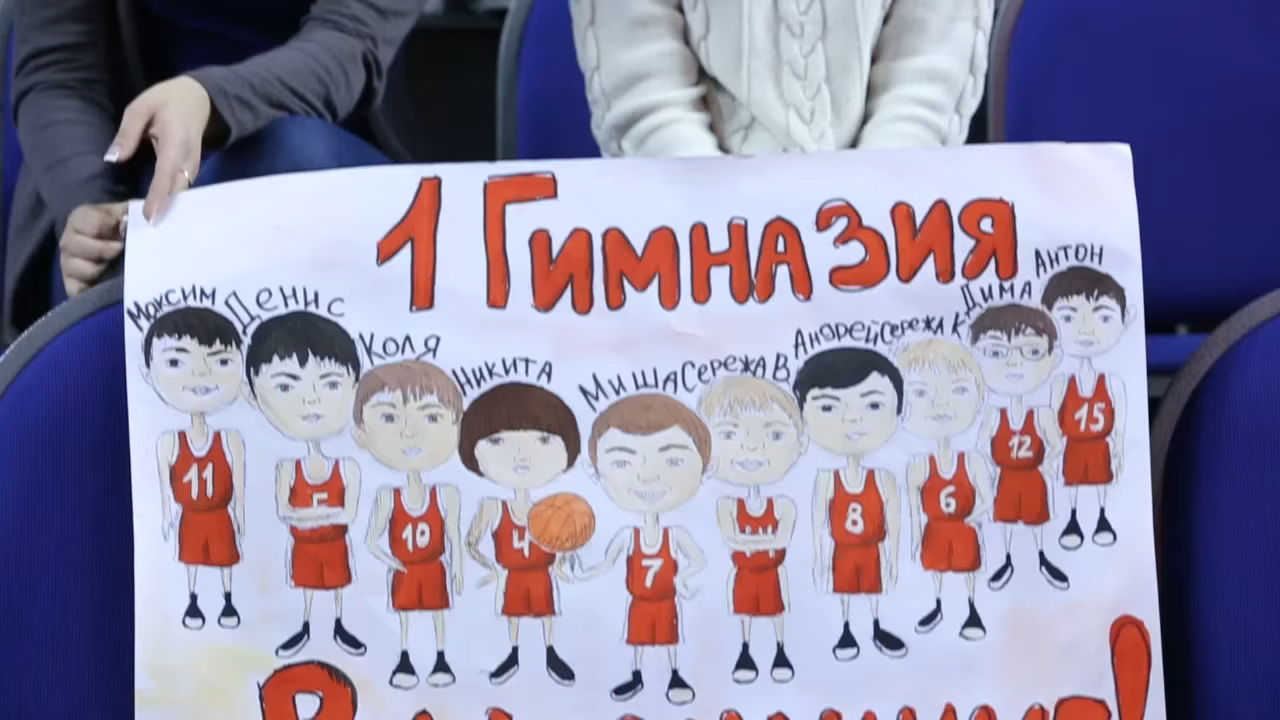 1 Гимназия
Максим
Денис
Коля
Никита
Миша
Сережа В
Андрей
Сережа К
Дима
Антон
11
10
4
7
8
6
12
15